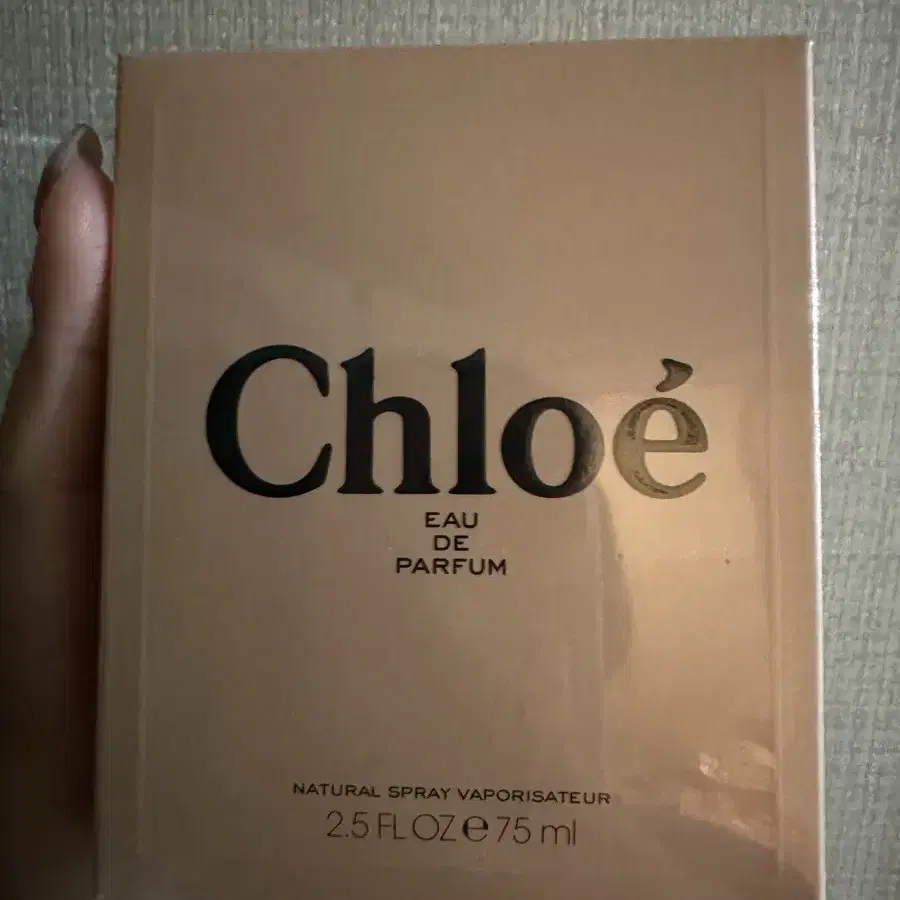 Chloé
EAU
DE
PARFUM
NATURAL SPRAY VAPORISATEUR
2.5 FL OZ e 75 ml